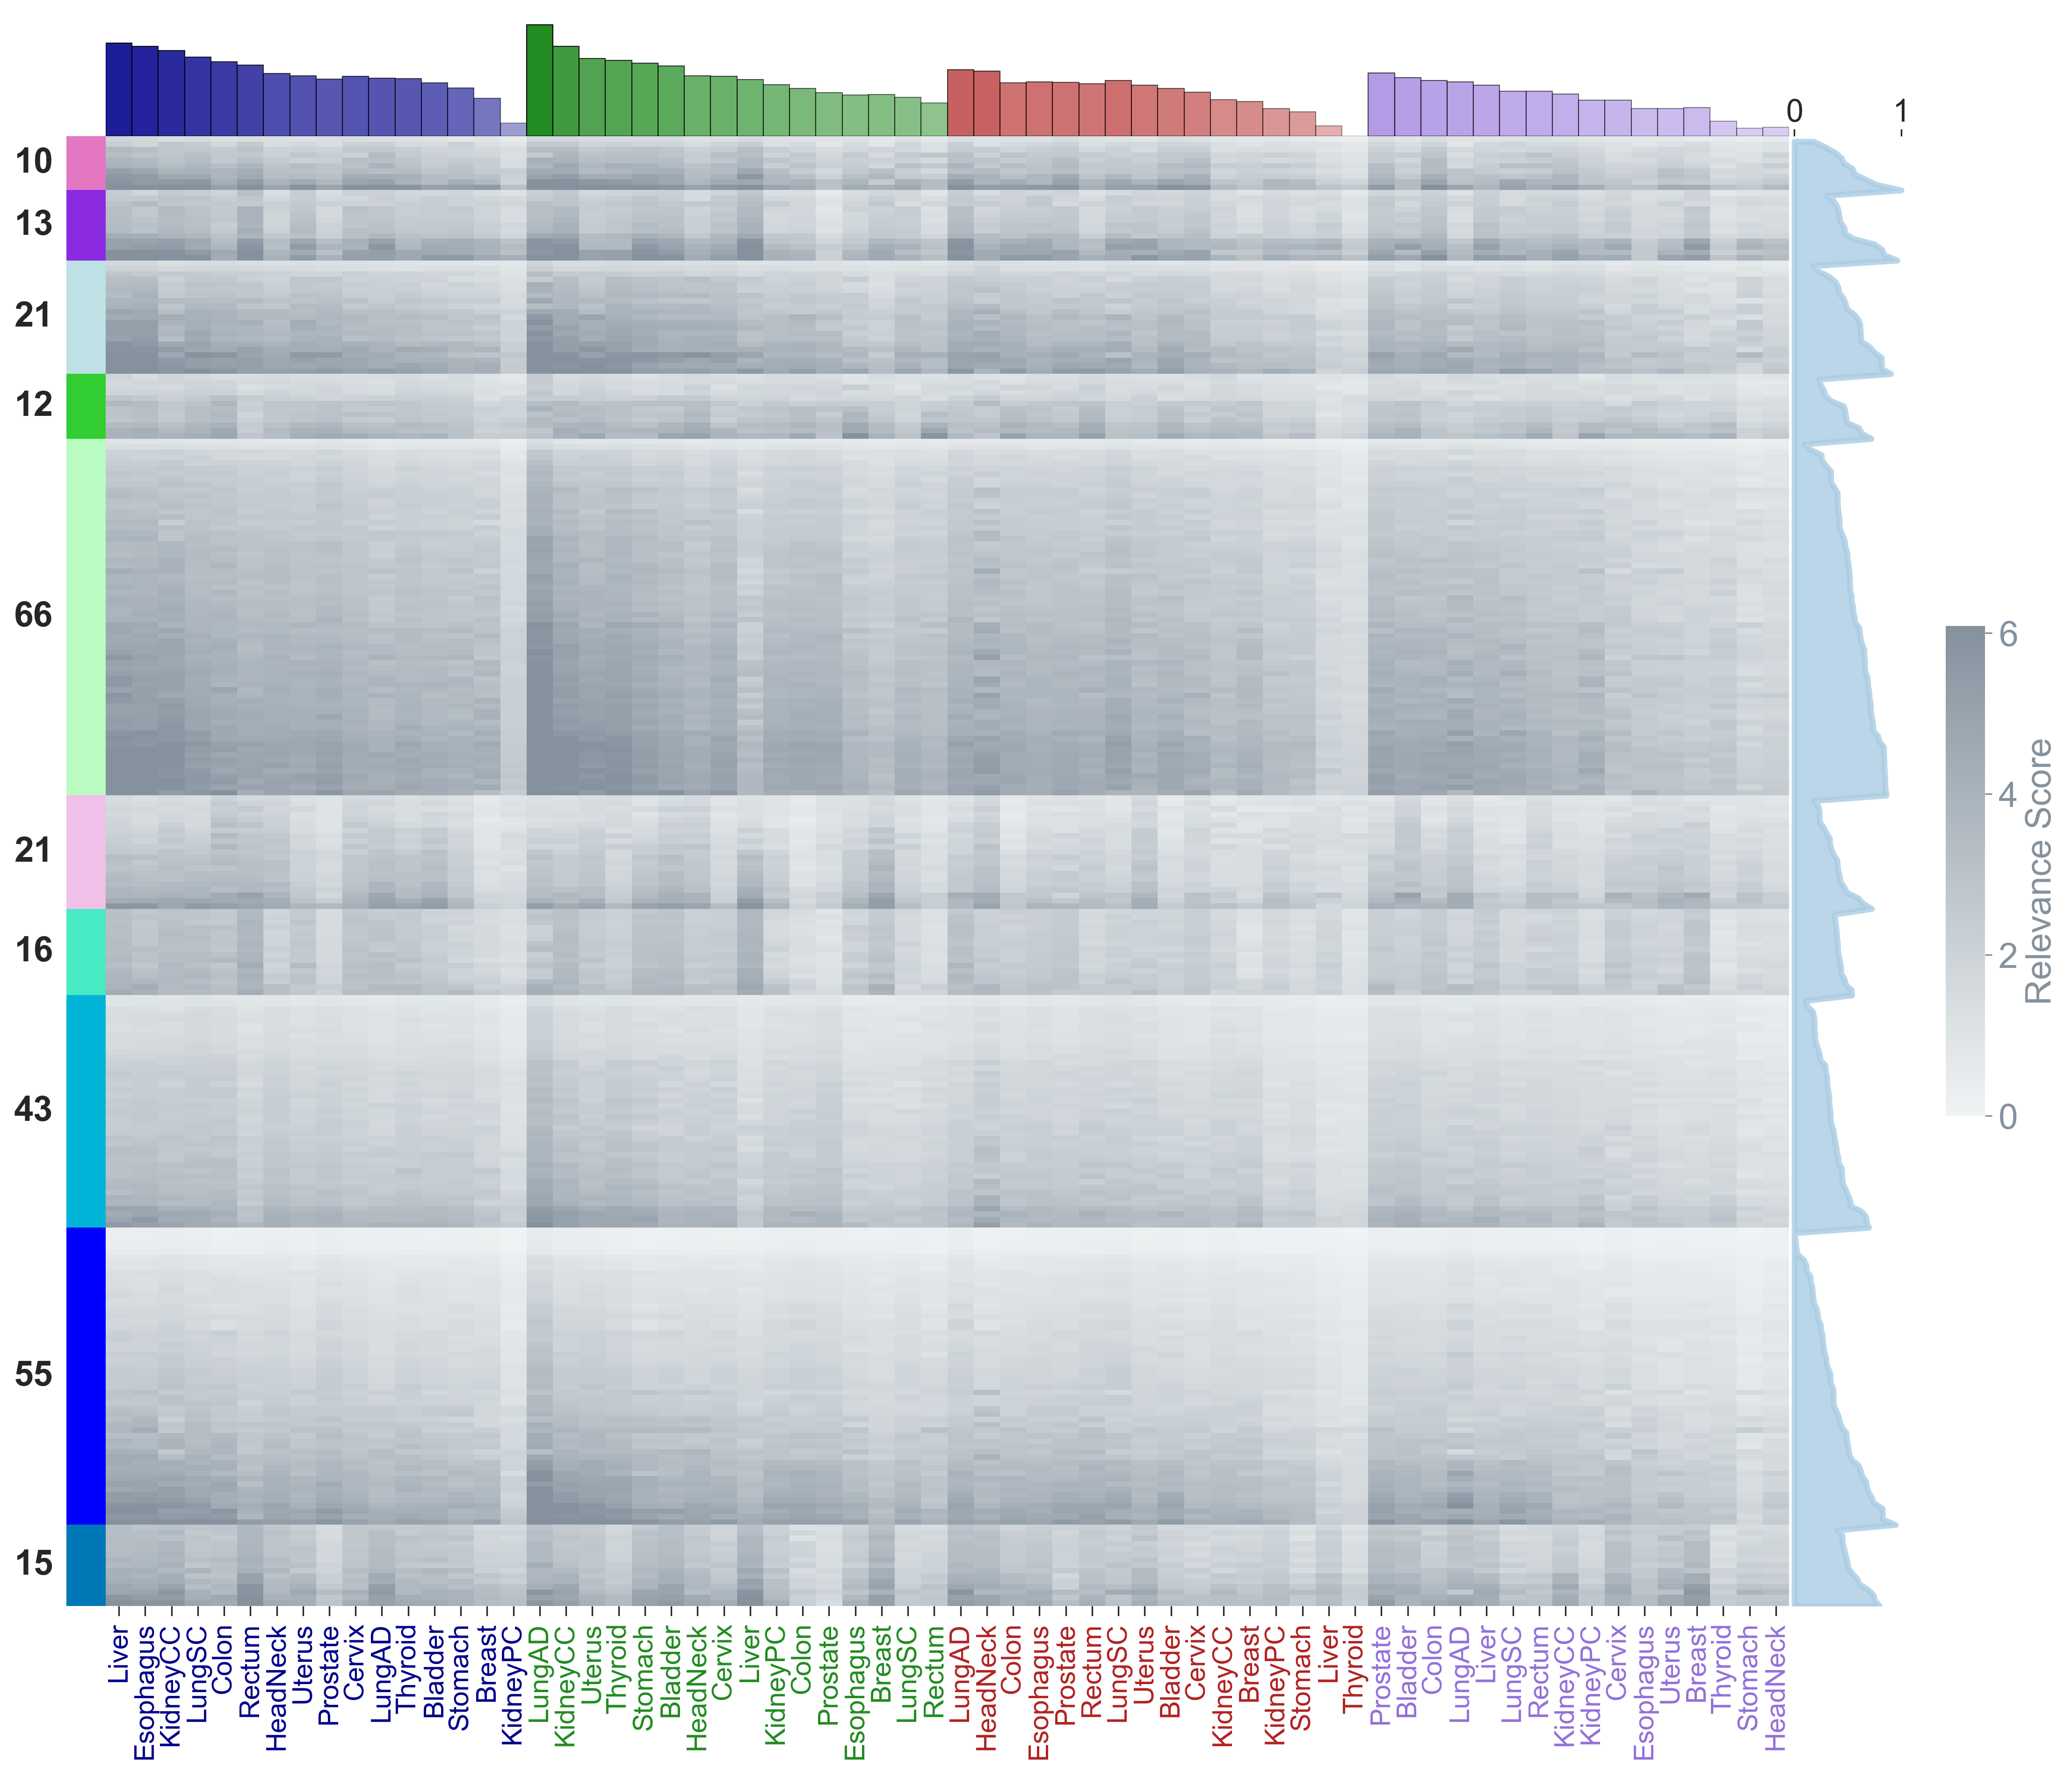 0 1
10
13
21
12
66
21
16
43
55
15
6
4
2
0
Relevance Score
Liver
Esophagus
KidneyCC
LungSC
Colon
Rectum
HeadNeck
Uterus
Prostate
Cervix
LungAD
Thyroid
Bladder
Stomach
Breast
KidneyPC
LungAD
KidneyCC
Uterus
Thyroid
Stomach
Bladder
HeadNeck
Cervix
Liver
KidneyPC
Colon
Prostate
Esophagus
Breast
LungSC
Rectum
LungAD
HeadNeck
Colon
Esophagus
Prostate
Rectum
LungSC
Uterus
Bladder
Cervix
KidneyCC
Breast
KidneyPC
Stomach
Liver
Thyroid
Prostate
Bladder
Colon
LungAD
Liver
LungSC
Rectum
KidneyCC
KidneyPC
Cervix
Esophagus
Uterus
Breast
Thyroid
Stomach
HeadNeck